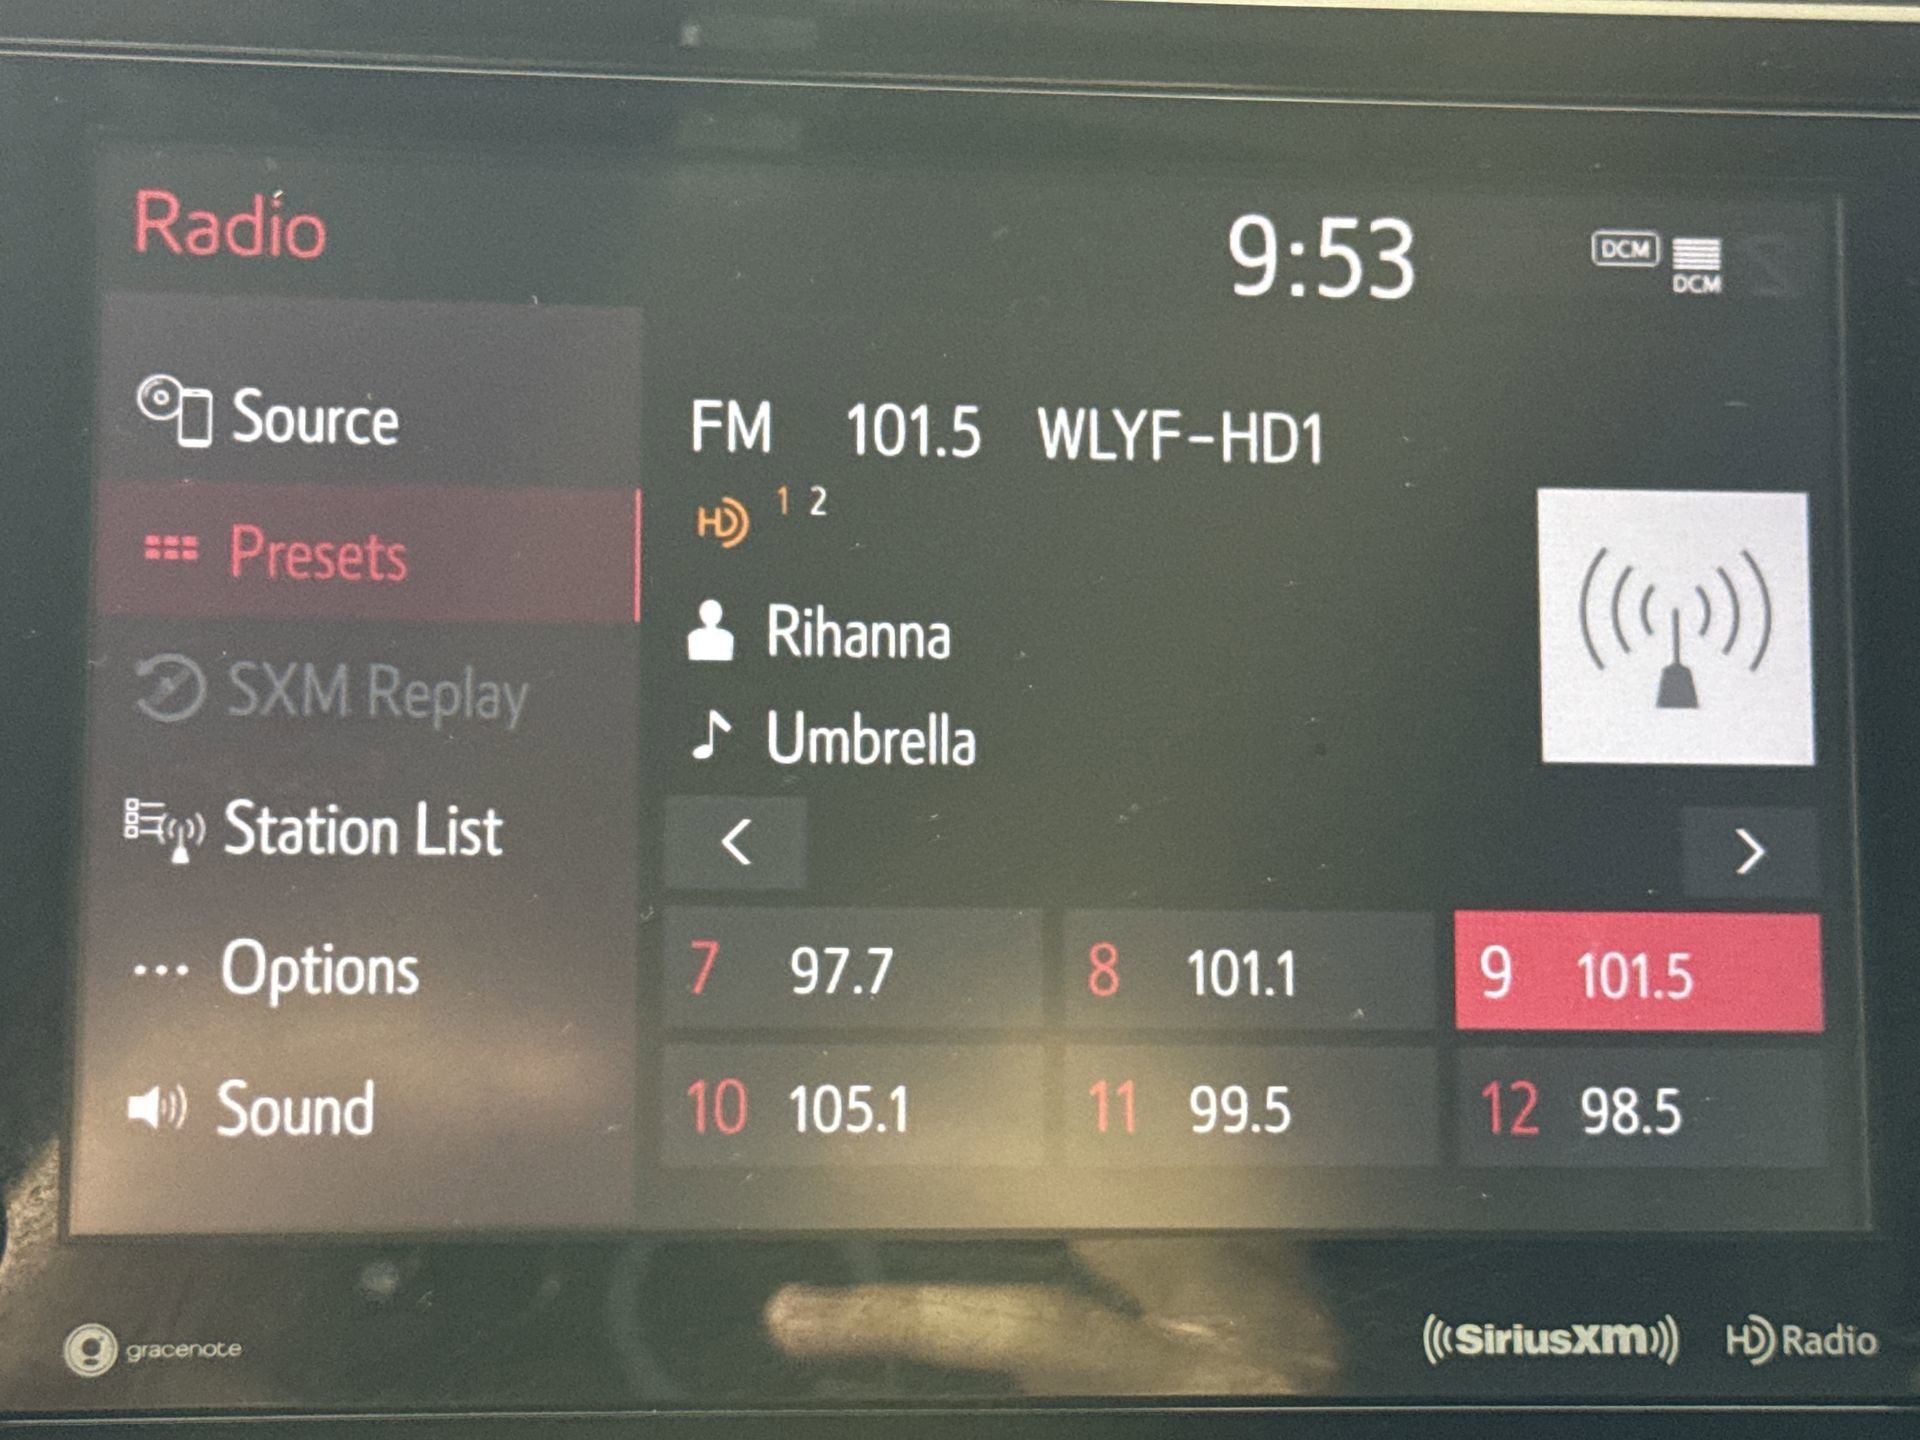 Radio
9:53
DCM
DCM
Source
Presets
SXM Replay
Station List
Options
Sound
FM 101.5 WLYF-HD1
HD 1 2
Rihanna
Umbrella
7 97.7
8 101.1
9 101.5
10 105.1
11 99.5
12 98.5
g gracenote
SiriusXM
HD Radio